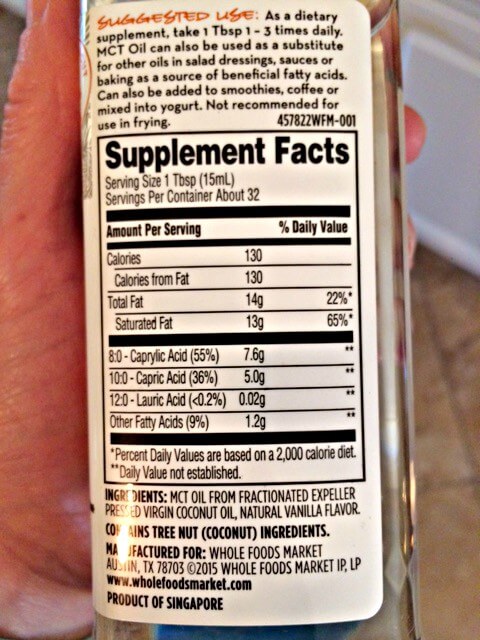 SUGGESTED USE: As a dietary
supplement, take 1 Tbsp 1 - 3 times daily.
MCT Oil can also be used as a substitute
for other oils in salad dressings, sauces or
baking as a source of beneficial fatty acids.
Can also be added to smoothies, coffee or
mixed into yogurt. Not recommended for
use in frying. 457822WFM-001
Supplement Facts
Serving Size 1 Tbsp (15mL)
Servings Per Container About 32
Amount Per Serving % Daily Value
Calories 130
Calories from Fat 130
Total Fat 14g 22%*
Saturated Fat 13g 65%*
8:0 - Caprylic Acid (55%) 7.6g **
10:0 - Capric Acid (36%) 5.0g **
12:0 - Lauric Acid (<0.2%) 0.02g **
Other Fatty Acids (9%) 1.2g **
*Percent Daily Values are based on a 2,000 calorie diet.
**Daily Value not established.
INGREDIENTS: MCT OIL FROM FRACTIONATED EXPELLER
PRESSED VIRGIN COCONUT OIL, NATURAL VANILLA FLAVOR.
CONTAINS TREE NUT (COCONUT) INGREDIENTS.
MANUFACTURED FOR: WHOLE FOODS MARKET
AUSTIN, TX 78703 ©2015 WHOLE FOODS MARKET IP, LP
www.wholefoodsmarket.com
PRODUCT OF SINGAPORE